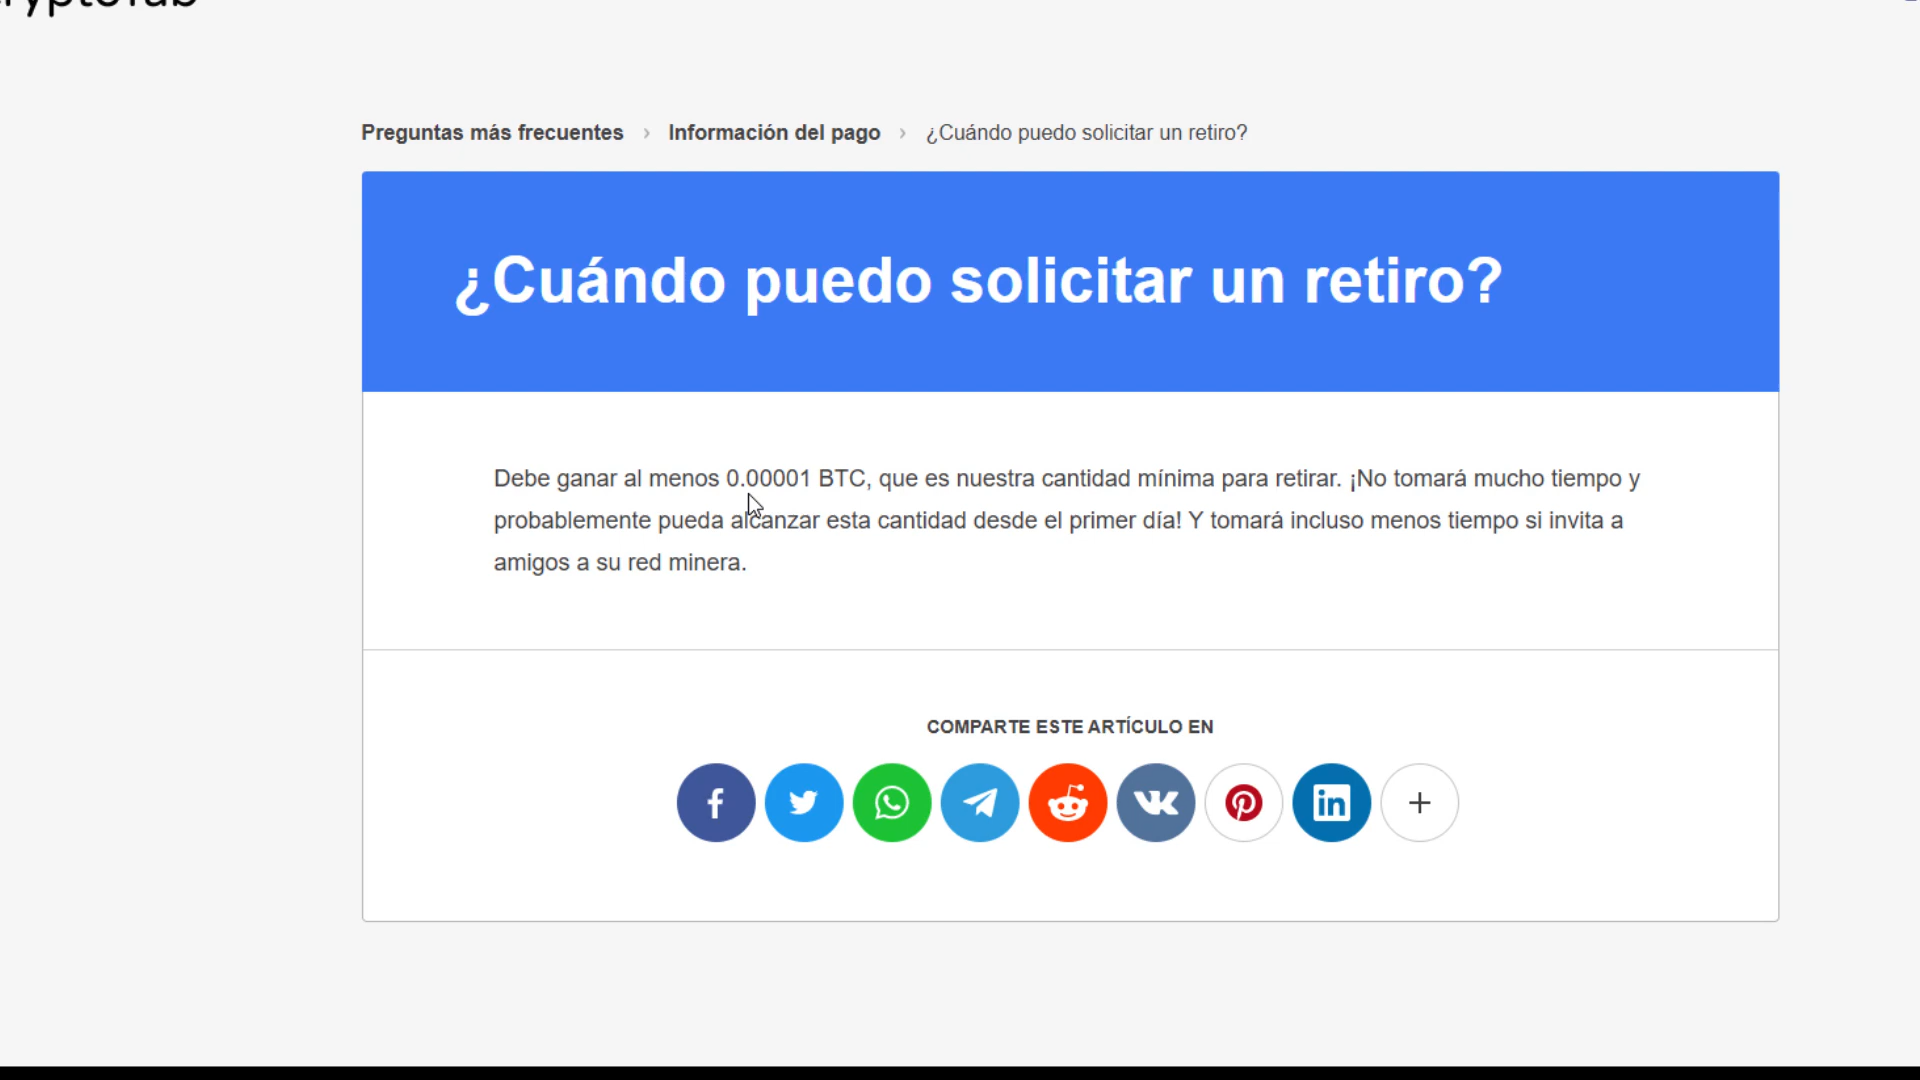 Preguntas más frecuentes › Información del pago › ¿Cuándo puedo solicitar un retiro?
¿Cuándo puedo solicitar un retiro?
Debe ganar al menos 0.00001 BTC, que es nuestra cantidad mínima para retirar. ¡No tomará mucho tiempo y
probablemente pueda alcanzar esta cantidad desde el primer día! Y tomará incluso menos tiempo si invita a
amigos a su red minera.
COMPARTE ESTE ARTÍCULO EN